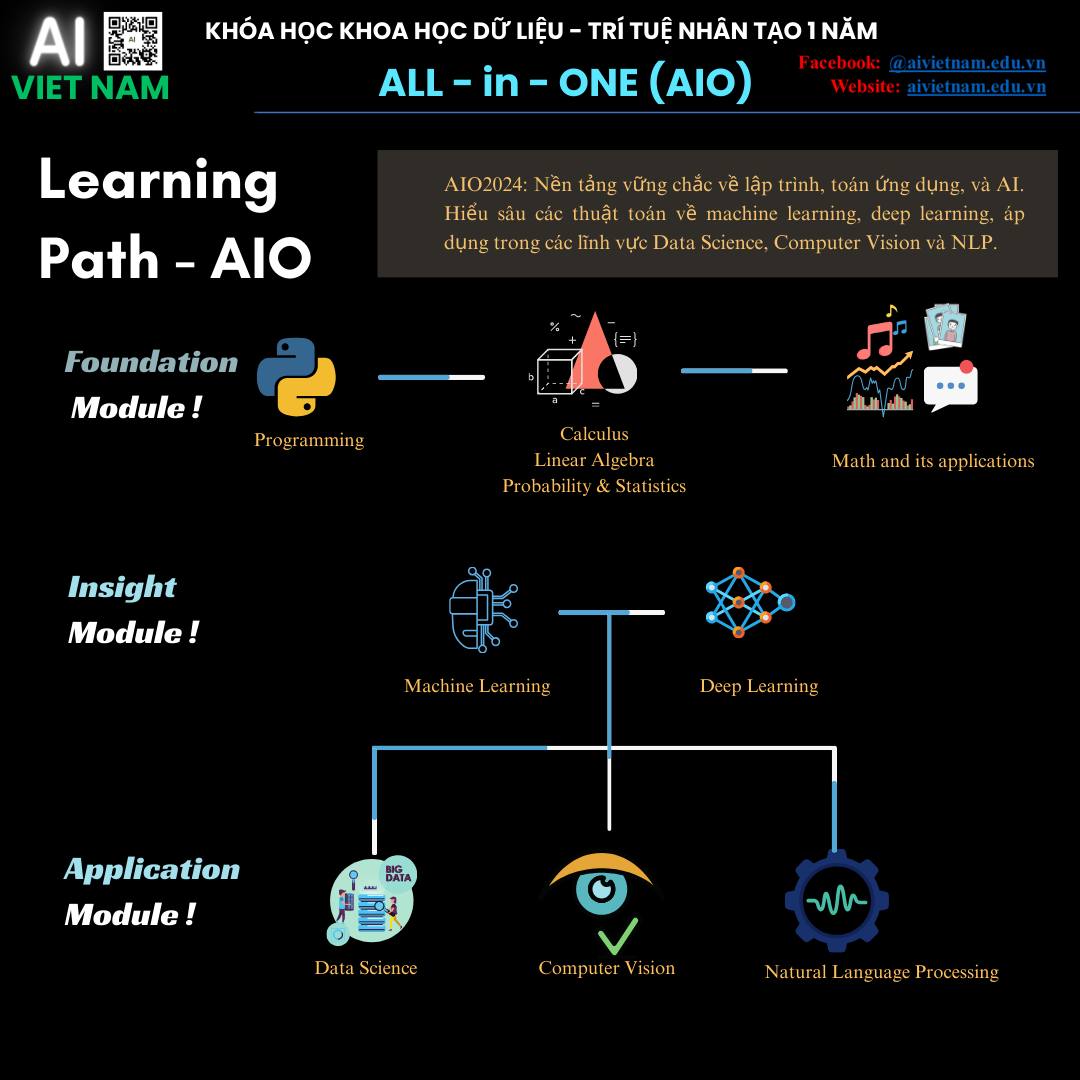 AI
AI
VIET NAM
KHÓA HỌC KHOA HỌC DỮ LIỆU - TRÍ TUỆ NHÂN TẠO 1 NĂM
ALL - in - ONE (AIO)
Facebook: @aivietnam.edu.vn
Website: aivietnam.edu.vn
Learning
Path - AIO
AIO2024: Nền tảng vững chắc về lập trình, toán ứng dụng, và AI.
Hiểu sâu các thuật toán về machine learning, deep learning, áp
dụng trong các lĩnh vực Data Science, Computer Vision và NLP.
Foundation
Module !
Programming
% ~ −
+ {=}
b
c
a
=
Calculus
Linear Algebra
Probability & Statistics
Math and its applications
Insight
Module !
Machine Learning
Deep Learning
Application
Module !
BIG
DATA
Data Science
Computer Vision
Natural Language Processing